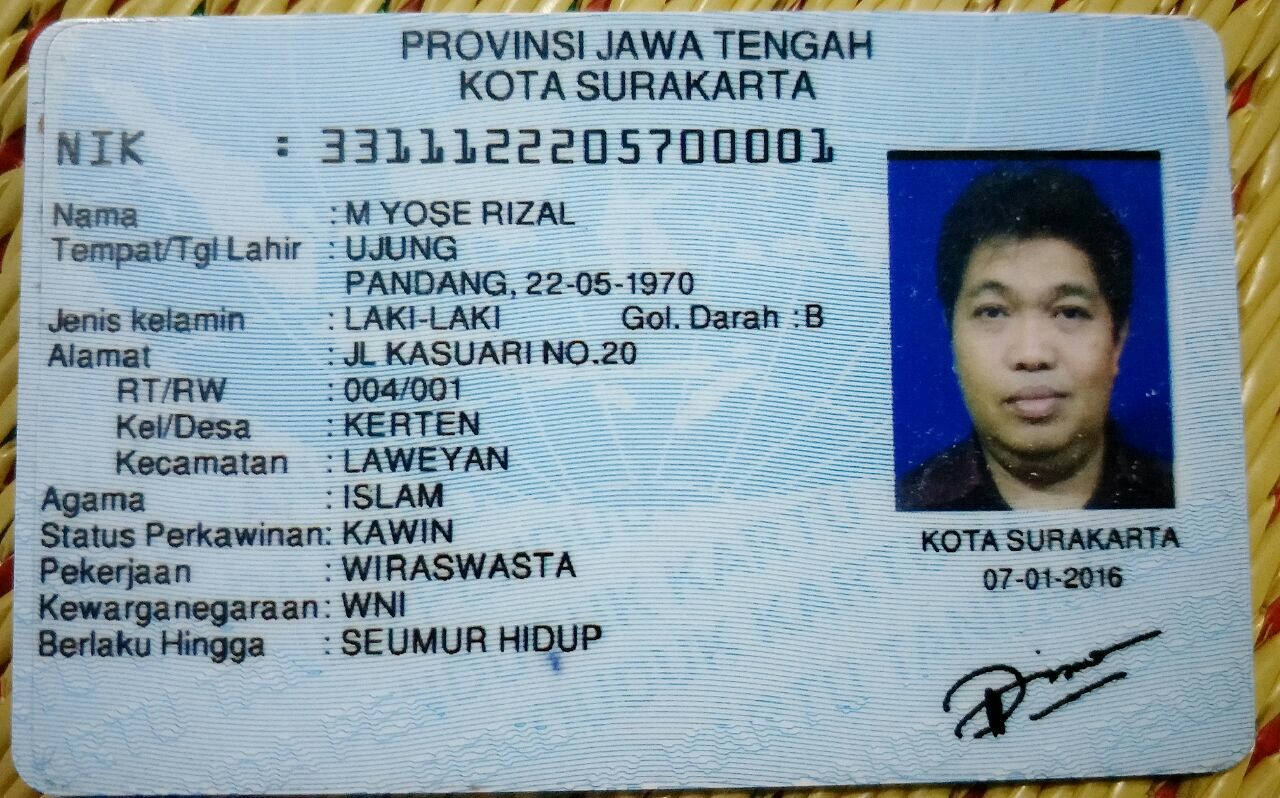 PROVINSI JAWA TENGAH
KOTA SURAKARTA
NIK : 3311122205700001
Nama : M YOSE RIZAL
Tempat/Tgl Lahir : UJUNG
PANDANG, 22-05-1970
Jenis kelamin : LAKI-LAKI Gol. Darah : B
Alamat : JL KASUARI NO.20
RT/RW : 004/001
Kel/Desa : KERTEN
Kecamatan : LAWEYAN
Agama : ISLAM
Status Perkawinan: KAWIN
Pekerjaan : WIRASWASTA
Kewarganegaraan: WNI
Berlaku Hingga : SEUMUR HIDUP
KOTA SURAKARTA
07-01-2016